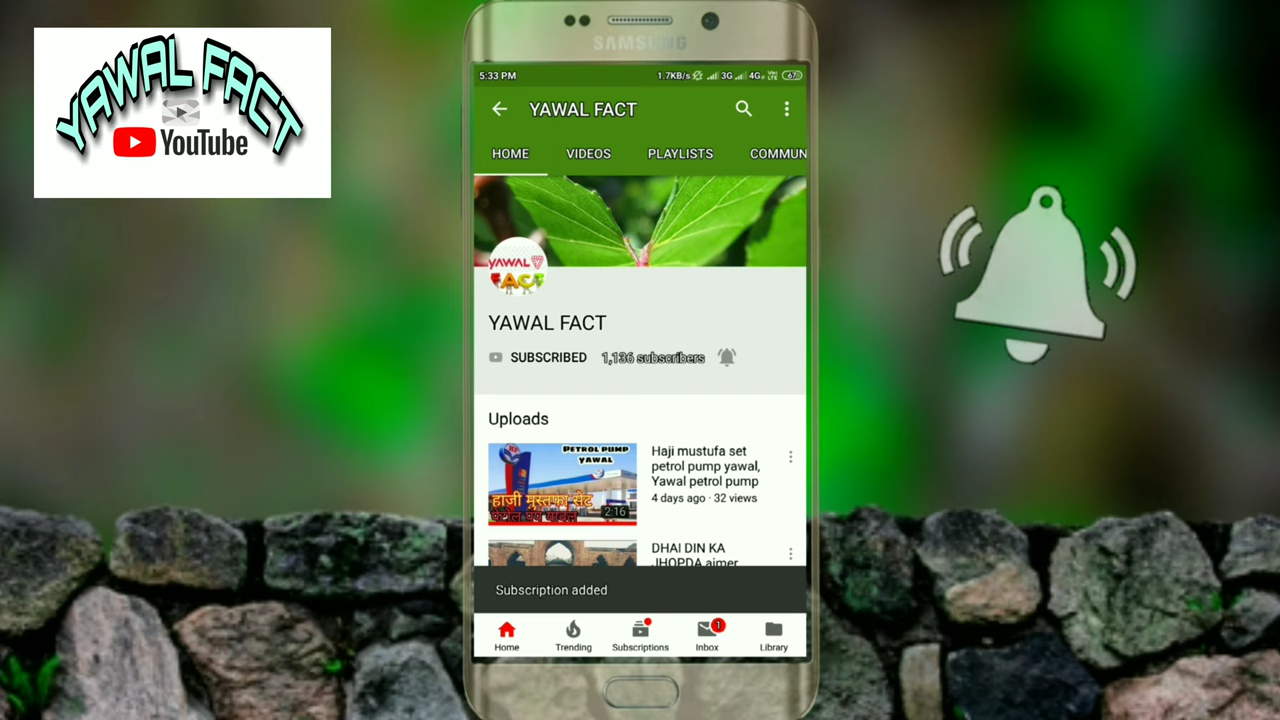 YAWAL FACT
YouTube
SAMSUNG
5:33 PM
1.7KB/s 3G 4G 67
YAWAL FACT
HOME VIDEOS PLAYLISTS COMMUN
YAWAL
FACT
YAWAL FACT
SUBSCRIBED 1,136 subscribers
Uploads
PETROL PUMP
YAWAL
हाजी मुस्तफा सेट
पेट्रोल पंप यावल
2:16
Haji mustufa set
petrol pump yawal,
Yawal petrol pump
4 days ago · 32 views
DHAI DIN KA
JHOPDA ajmer
Subscription added
1
Home Trending Subscriptions Inbox Library